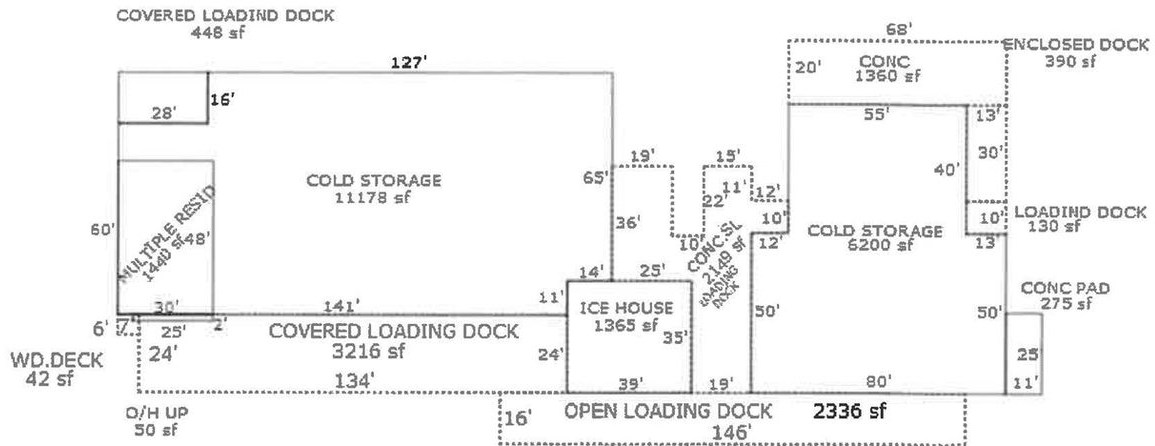 COVERED LOADIND DOCK
448 sf
127'
16'
28'
COLD STORAGE
11178 sf
65'
60'
MULTIPLE RESID
1440 sf
48'
30'
141'
6'
7'
25'
2'
WD.DECK
42 sf
24'
COVERED LOADING DOCK
3216 sf
134'
O/H UP
50 sf
14'
25'
11'
ICE HOUSE
1365 sf
35'
24'
39'
19'
36'
19'
15'
11'
12'
22'
10'
10'
12'
CONC.SL
2149 sf
LOADING
DOCK
50'
68'
ENCLOSED DOCK
390 sf
20'
CONC
1360 sf
55'
13'
30'
40'
COLD STORAGE
6200 sf
10'
LOADIND DOCK
130 sf
13'
CONC PAD
275 sf
50'
25'
11'
80'
16'
OPEN LOADING DOCK 2336 sf
146'